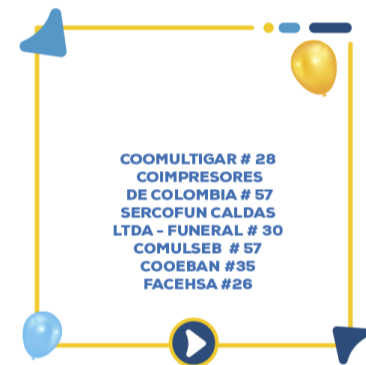 COOMULTIGAR # 28
COIMPRESORES
DE COLOMBIA # 57
SERCOFUN CALDAS
LTDA - FUNERAL # 30
COMULSEB # 57
COOEBAN #35
FACEHSA #26